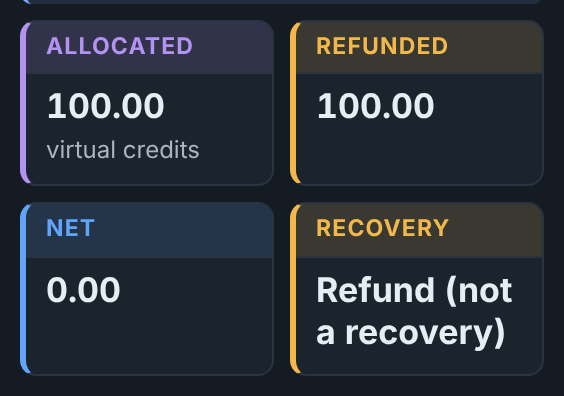 ALLOCATED
REFUNDED
100.00
100.00
virtual credits
NET
RECOVERY
0.00
Refund (not
a recovery)